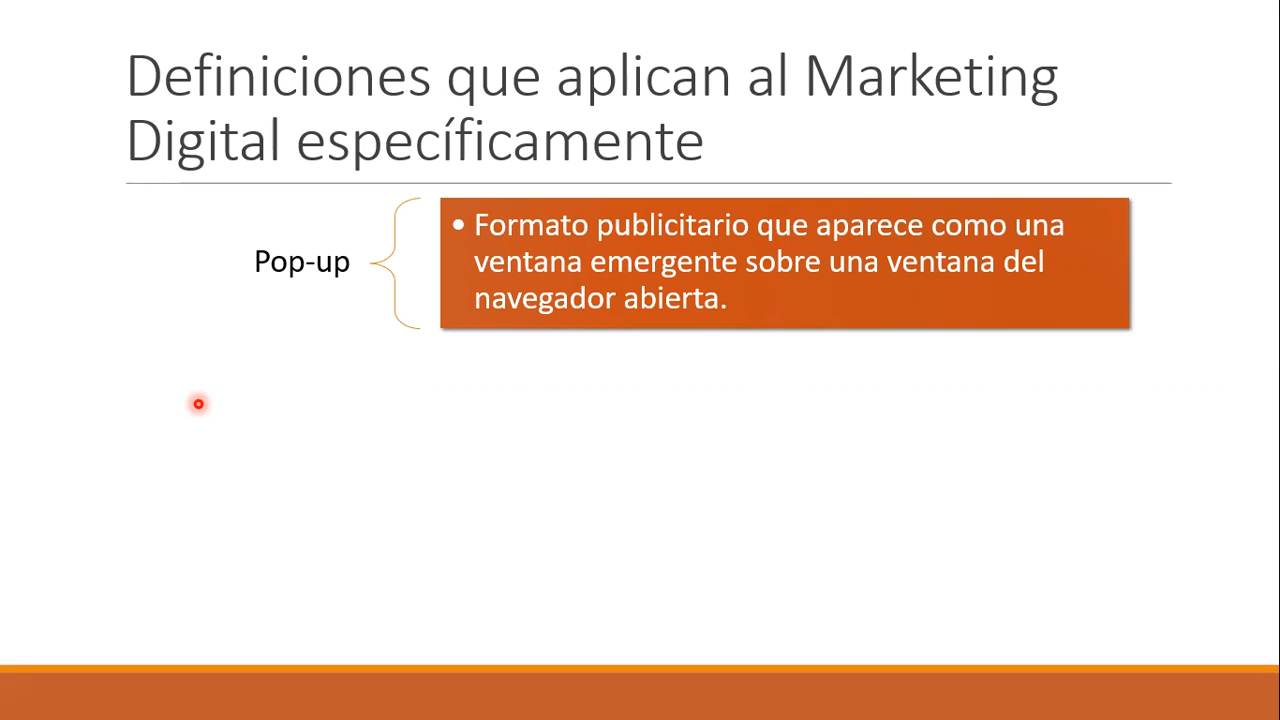 Definiciones que aplican al Marketing
Digital específicamente
Pop-up
• Formato publicitario que aparece como una
ventana emergente sobre una ventana del
navegador abierta.